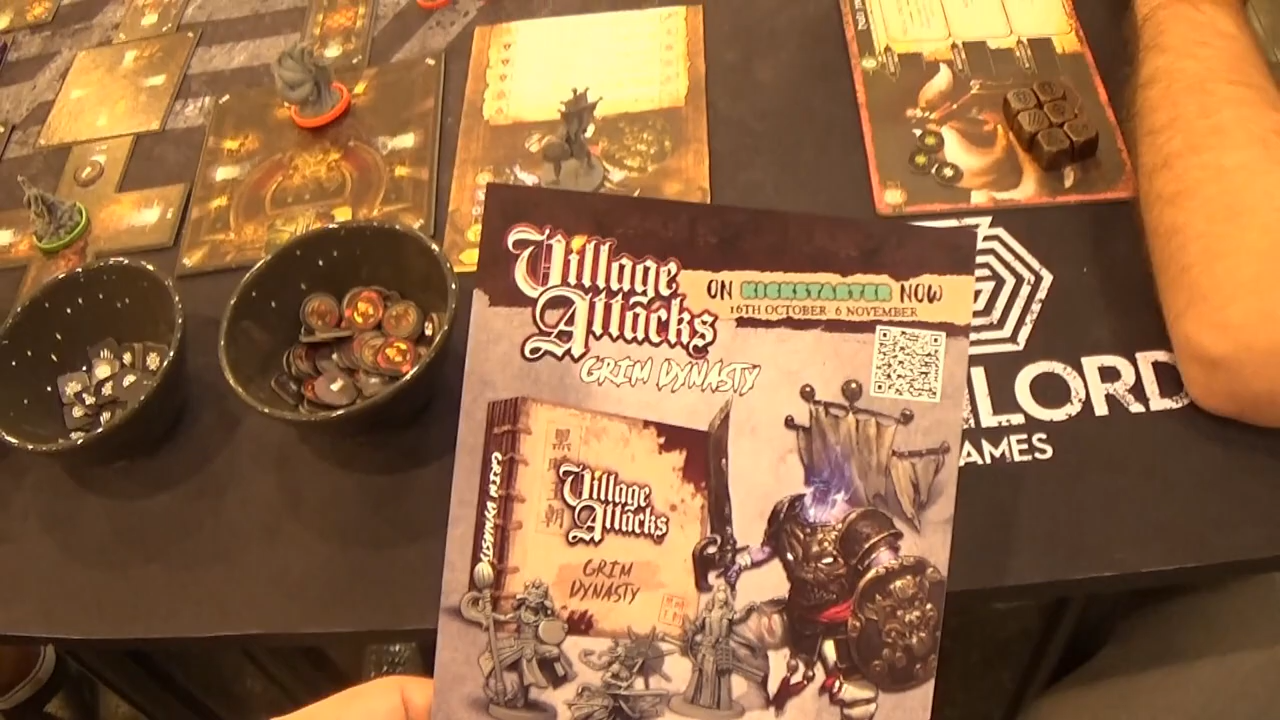 Village
Attacks
GRIM DYNASTY
ON KICKSTARTER NOW
16TH OCTOBER- 6 NOVEMBER
GRIM DYNASTY
Village
Attacks
GRIM
DYNASTY
LORD
AMES